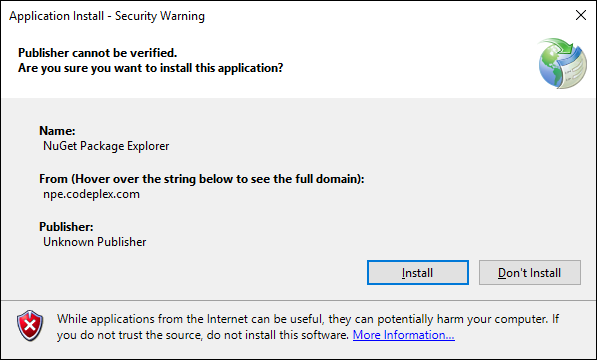 Application Install - Security Warning
Publisher cannot be verified.
Are you sure you want to install this application?
Name:
NuGet Package Explorer
From (Hover over the string below to see the full domain):
npe.codeplex.com
Publisher:
Unknown Publisher
Install
Don't Install
While applications from the Internet can be useful, they can potentially harm your computer. If
you do not trust the source, do not install this software. More Information...